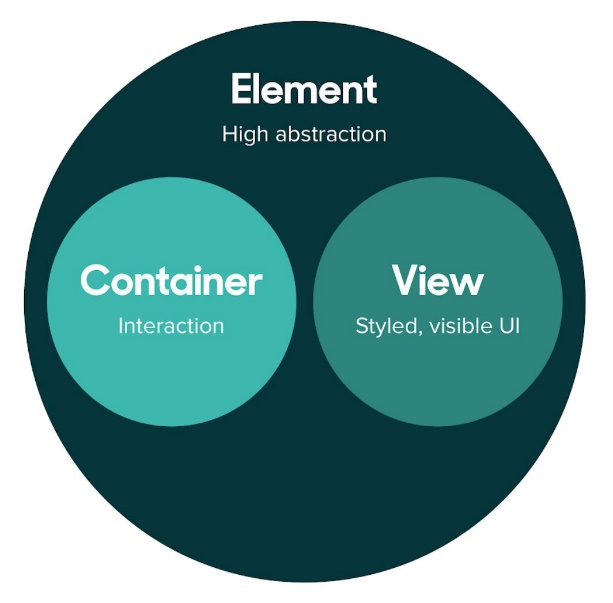 Element
High abstraction
Container
Interaction
View
Styled, visible UI